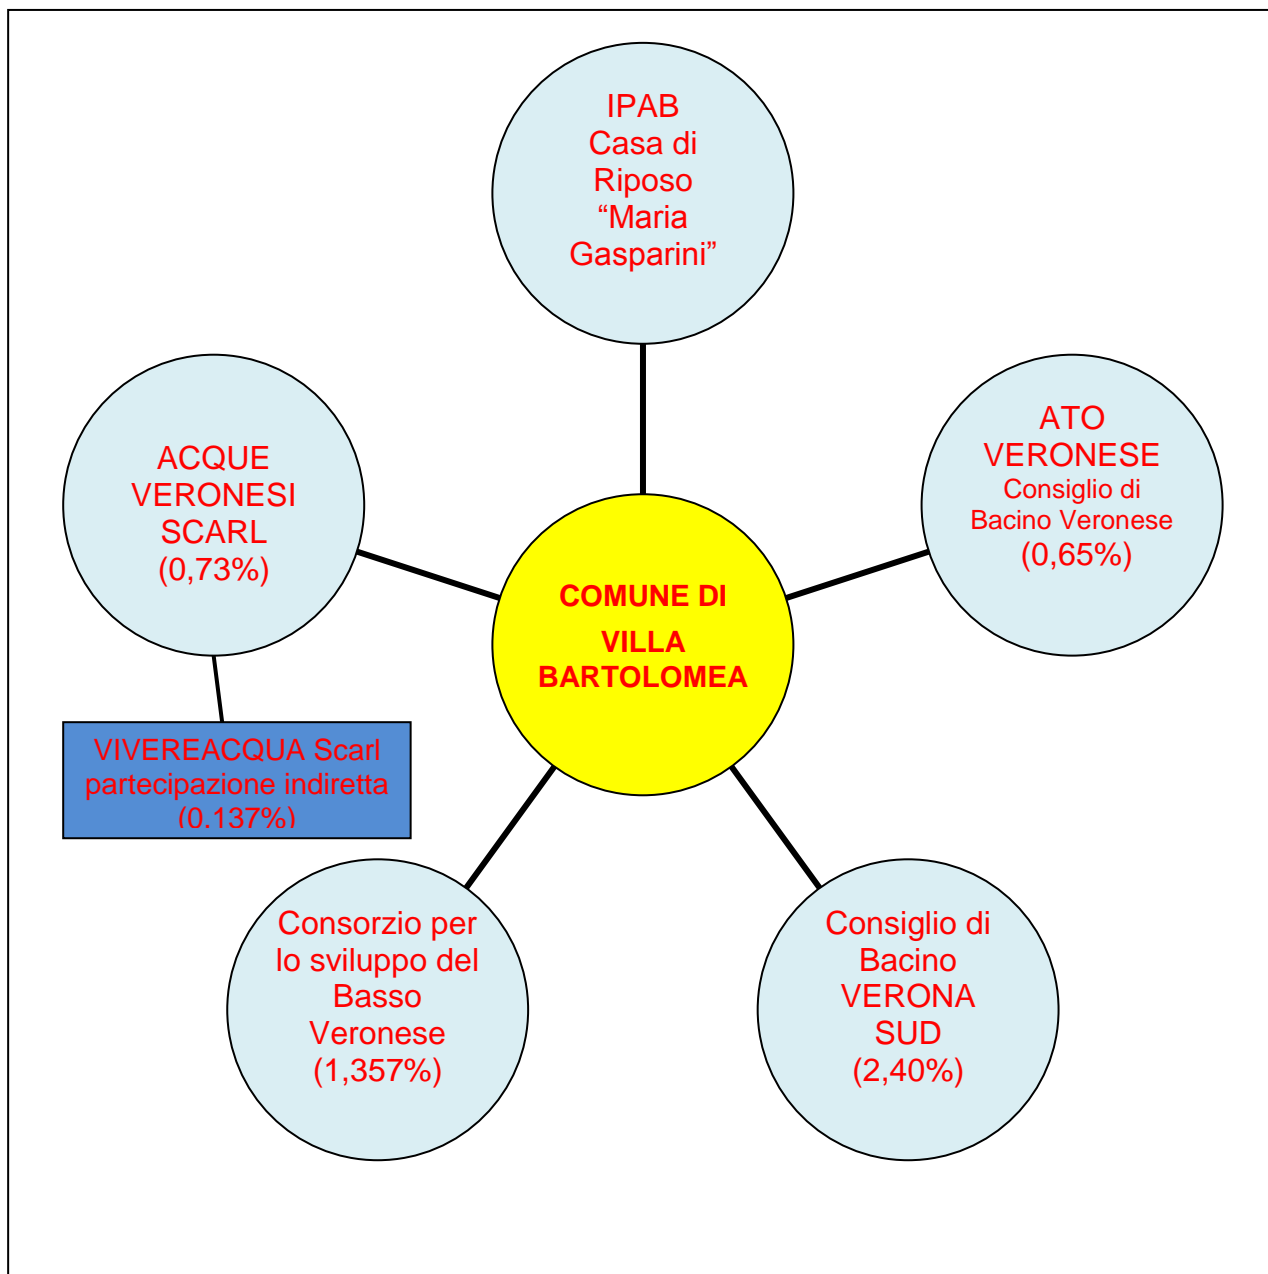 IPAB
Casa di
Riposo
“Maria
Gasparini”
ACQUE
VERONESI
SCARL
(0,73%)
ATO
VERONESE
Consiglio di
Bacino Veronese
(0,65%)
COMUNE DI
VILLA
BARTOLOMEA
VIVEREACQUA Scarl
partecipazione indiretta
(0.137%)
Consorzio per
lo sviluppo del
Basso
Veronese
(1,357%)
Consiglio di
Bacino
VERONA
SUD
(2,40%)